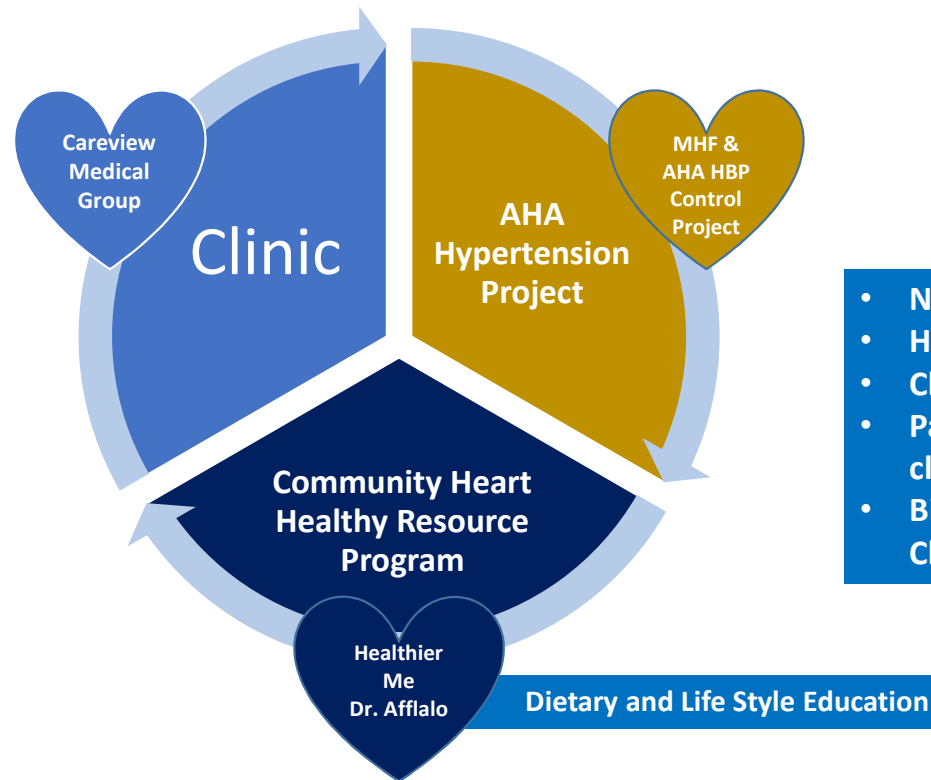 Careview
Medical
Group
Clinic
AHA
Hypertension
Project
MHF &
AHA HBP
Control
Project
Community Heart
Healthy Resource
Program
Healthier
Me
Dr. Afflalo
Dietary and Life Style Education